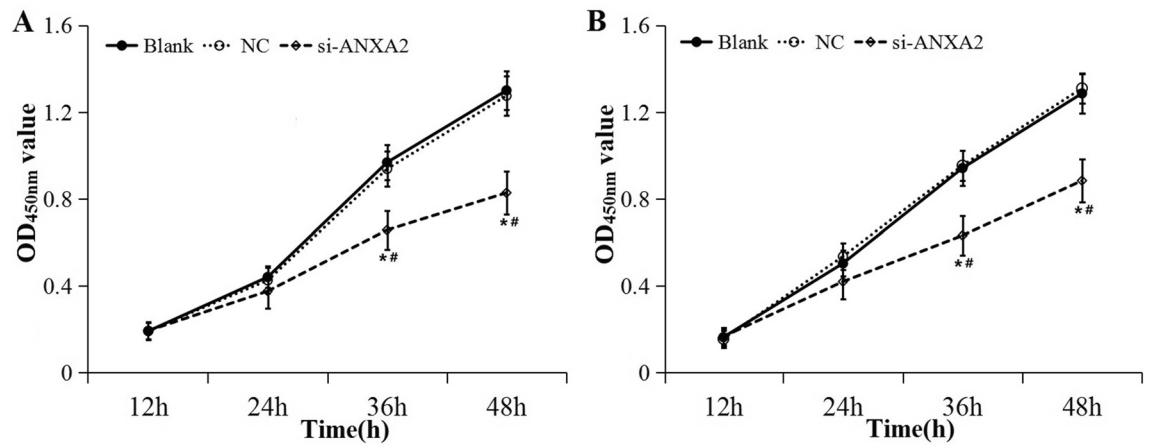 A
1.6
Blank NC si-ANXA2
1.2
0.8
0.4
0
OD450nm value
*#
*#
12h 24h 36h 48h
Time(h)
B
1.6
Blank NC si-ANXA2
1.2
0.8
0.4
0
OD450nm value
*#
*#
12h 24h 36h 48h
Time(h)